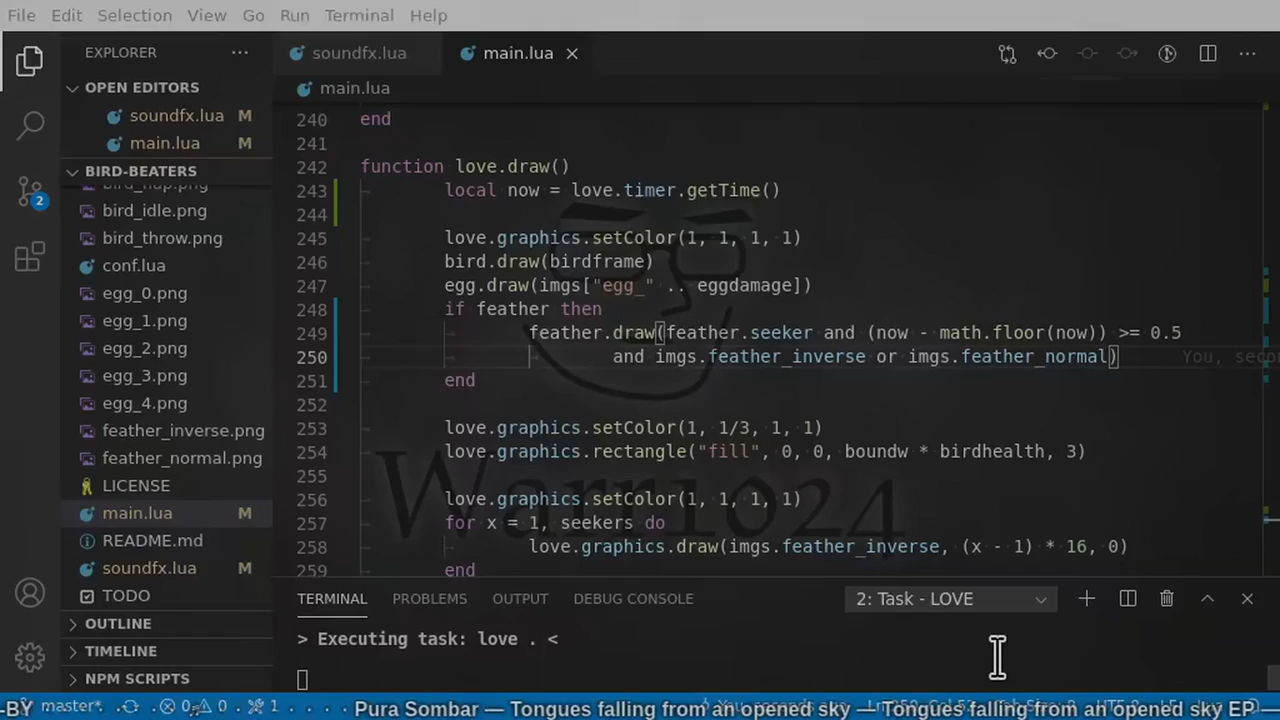 File Edit Selection View Go Run Terminal Help
EXPLORER
soundfx.lua
main.lua
OPEN EDITORS
soundfx.lua M
main.lua M
BIRD-BEATERS
bird_flap.png
bird_idle.png
bird_throw.png
conf.lua
egg_0.png
egg_1.png
egg_2.png
egg_3.png
egg_4.png
feather_inverse.png
feather_normal.png
LICENSE
main.lua M
README.md
soundfx.lua M
TODO
OUTLINE
TIMELINE
NPM SCRIPTS
2
main.lua
240 end
241
242 function love.draw()
243 local now = love.timer.getTime()
244
245 love.graphics.setColor(1, 1, 1, 1)
246 bird.draw(birdframe)
247 egg.draw(imgs["egg_" .. eggdamage])
248 if feather then
249 feather.draw(feather.seeker and (now - math.floor(now)) >= 0.5
250 and imgs.feather_inverse or imgs.feather_normal) You,
251 end
252
253 love.graphics.setColor(1, 1/3, 1, 1)
254 love.graphics.rectangle("fill", 0, 0, boundw * birdhealth, 3)
255
256 love.graphics.setColor(1, 1, 1, 1)
257 for x = 1, seekers do
258 love.graphics.draw(imgs.feather_inverse, (x - 1) * 16, 0)
259 end
Warr1024
TERMINAL PROBLEMS OUTPUT DEBUG CONSOLE 2: Task - LOVE
> Executing task: love . <
master* 0 0 1
-BY Pura Sombar — Tongues falling from an opened sky — Tongues falling from an opened sky EP —